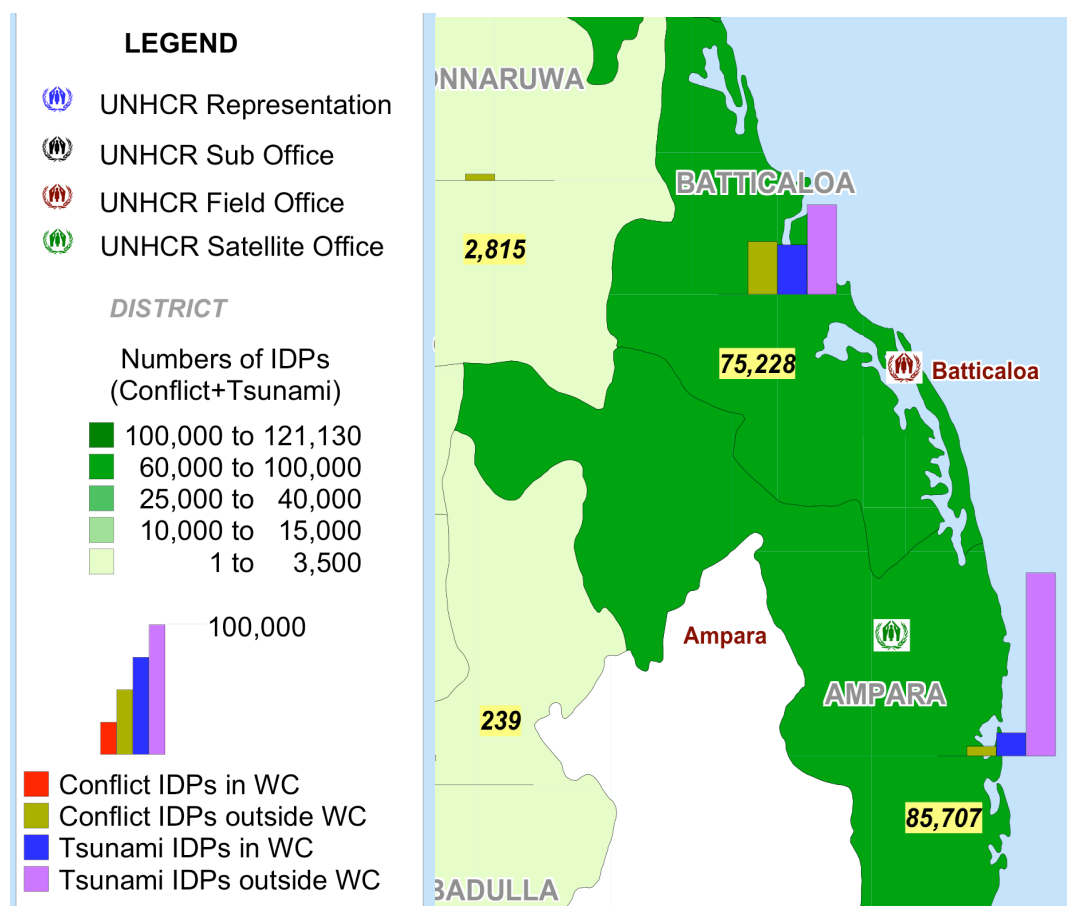 LEGEND
UNHCR Representation
UNHCR Sub Office
UNHCR Field Office
UNHCR Satellite Office
DISTRICT
Numbers of IDPs
(Conflict+Tsunami)
100,000 to 121,130
60,000 to 100,000
25,000 to 40,000
10,000 to 15,000
1 to 3,500
100,000
Conflict IDPs in WC
Conflict IDPs outside WC
Tsunami IDPs in WC
Tsunami IDPs outside WC
ONNARUWA
BATTICALOA
2,815
75,228
Batticaloa
Ampara
AMPARA
239
85,707
BADULLA